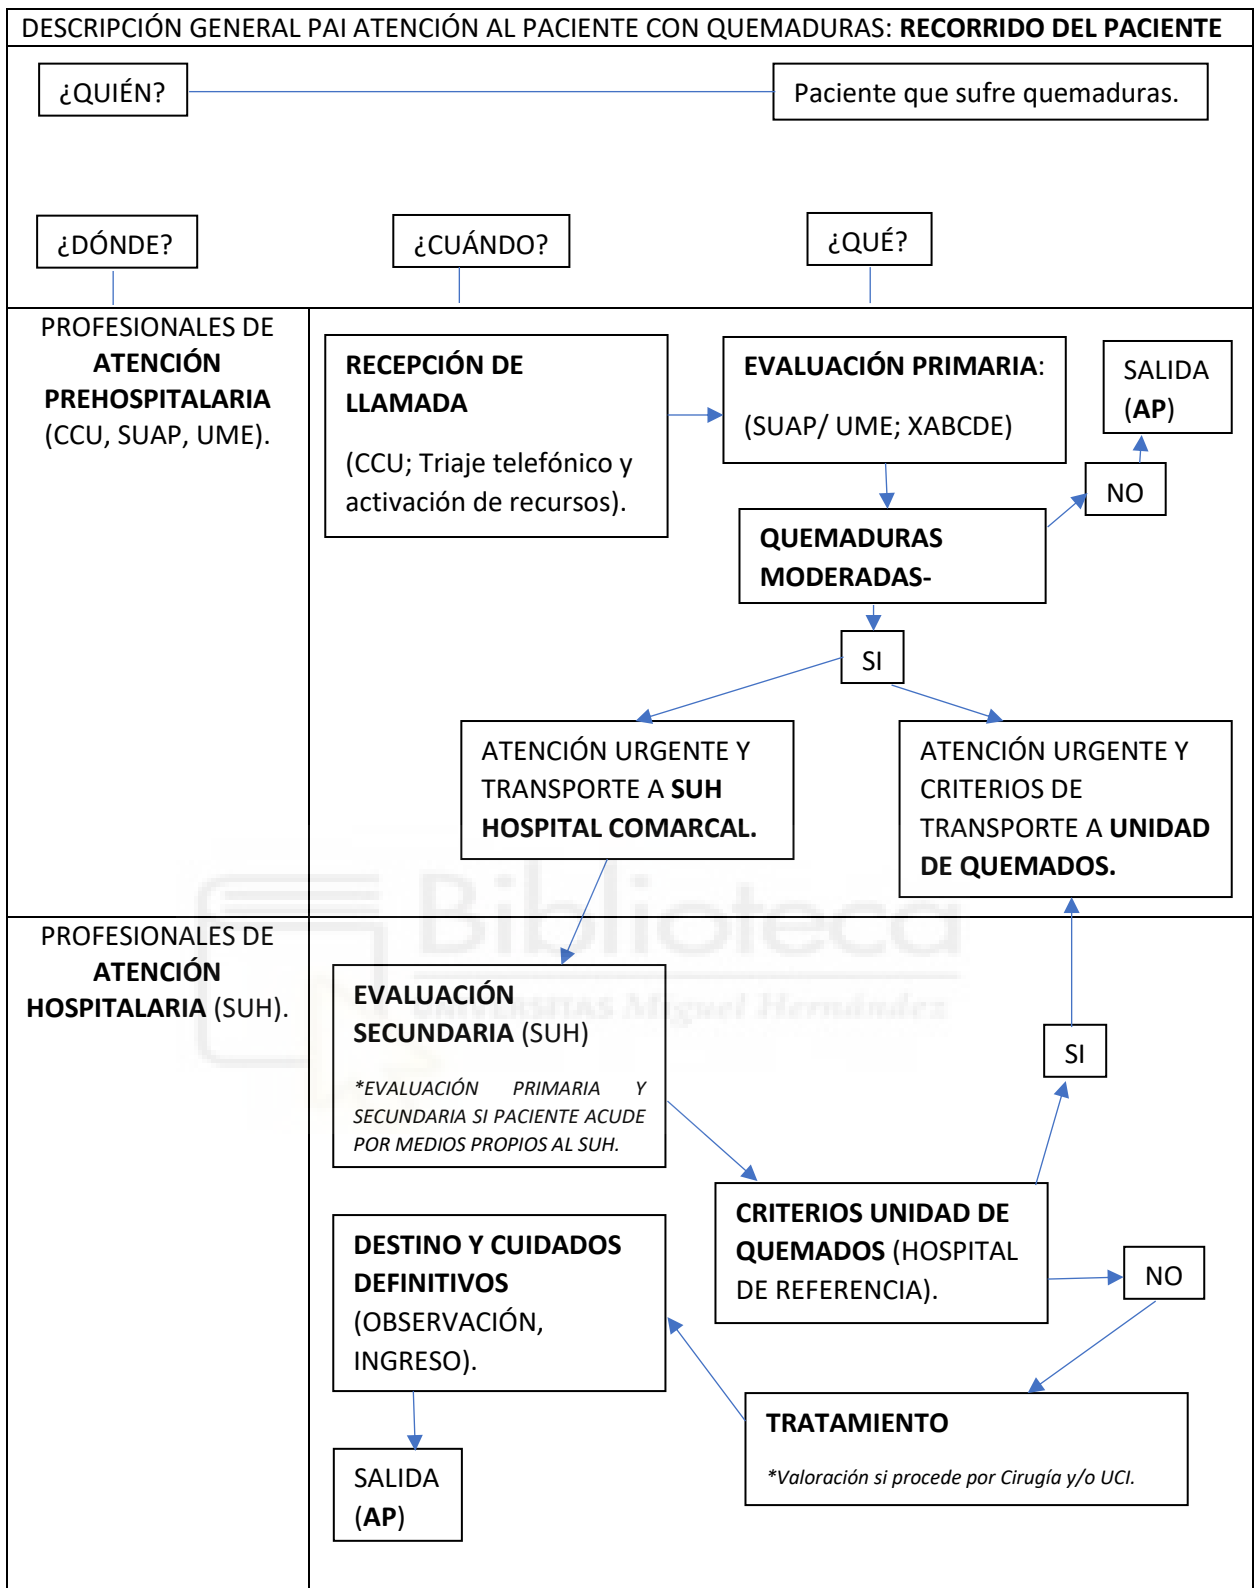 DESCRIPCIÓN GENERAL PAI ATENCIÓN AL PACIENTE CON QUEMADURAS: RECORRIDO DEL PACIENTE
¿QUIÉN?
Paciente que sufre quemaduras.
¿DÓNDE?
¿CUÁNDO?
¿QUÉ?
PROFESIONALES DE
ATENCIÓN
PREHOSPITALARIA
(CCU, SUAP, UME).
RECEPCIÓN DE
LLAMADA
(CCU; Triaje telefónico y
activación de recursos).
EVALUACIÓN PRIMARIA:
(SUAP/ UME; XABCDE)
SALIDA
(AP)
NO
QUEMADURAS
MODERADAS-
SI
ATENCIÓN URGENTE Y
TRANSPORTE A SUH
HOSPITAL COMARCAL.
ATENCIÓN URGENTE Y
CRITERIOS DE
TRANSPORTE A UNIDAD
DE QUEMADOS.
Biblioteca
UNIVERSITAS Miguel Hernández
PROFESIONALES DE
ATENCIÓN
HOSPITALARIA (SUH).
EVALUACIÓN
SECUNDARIA (SUH)
*EVALUACIÓN PRIMARIA Y
SECUNDARIA SI PACIENTE ACUDE
POR MEDIOS PROPIOS AL SUH.
SI
CRITERIOS UNIDAD DE
QUEMADOS (HOSPITAL
DE REFERENCIA).
NO
DESTINO Y CUIDADOS
DEFINITIVOS
(OBSERVACIÓN,
INGRESO).
TRATAMIENTO
*Valoración si procede por Cirugía y/o UCI.
SALIDA
(AP)